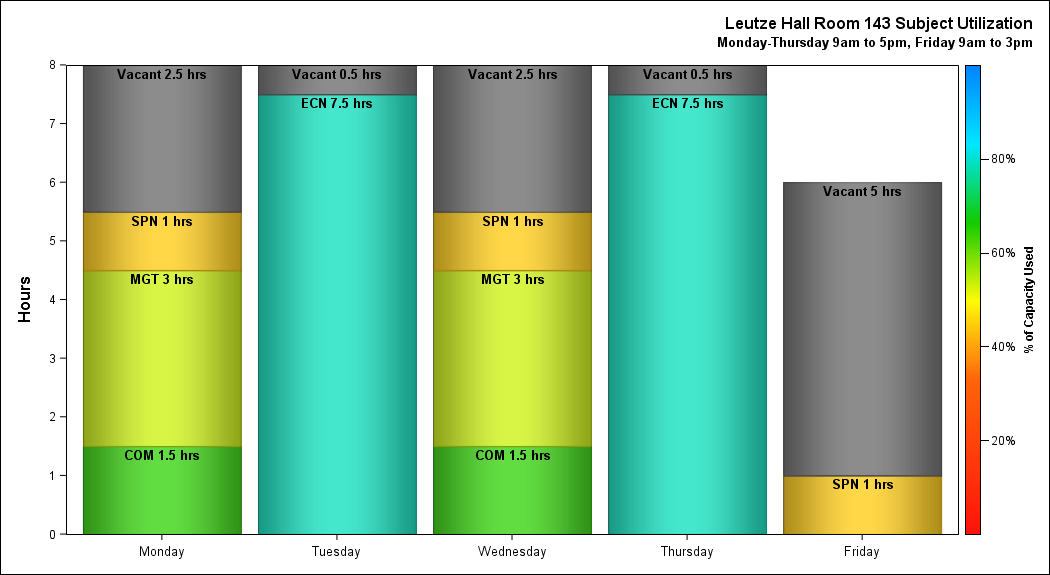 Leutze Hall Room 143 Subject Utilization
Monday-Thursday 9am to 5pm, Friday 9am to 3pm
Hours
8
7
6
5
4
3
2
1
0
Vacant 2.5 hrs
SPN 1 hrs
MGT 3 hrs
COM 1.5 hrs
Vacant 0.5 hrs
ECN 7.5 hrs
Vacant 2.5 hrs
SPN 1 hrs
MGT 3 hrs
COM 1.5 hrs
Vacant 0.5 hrs
ECN 7.5 hrs
Vacant 5 hrs
SPN 1 hrs
Monday Tuesday Wednesday Thursday Friday
80%
60%
40%
20%
% of Capacity Used